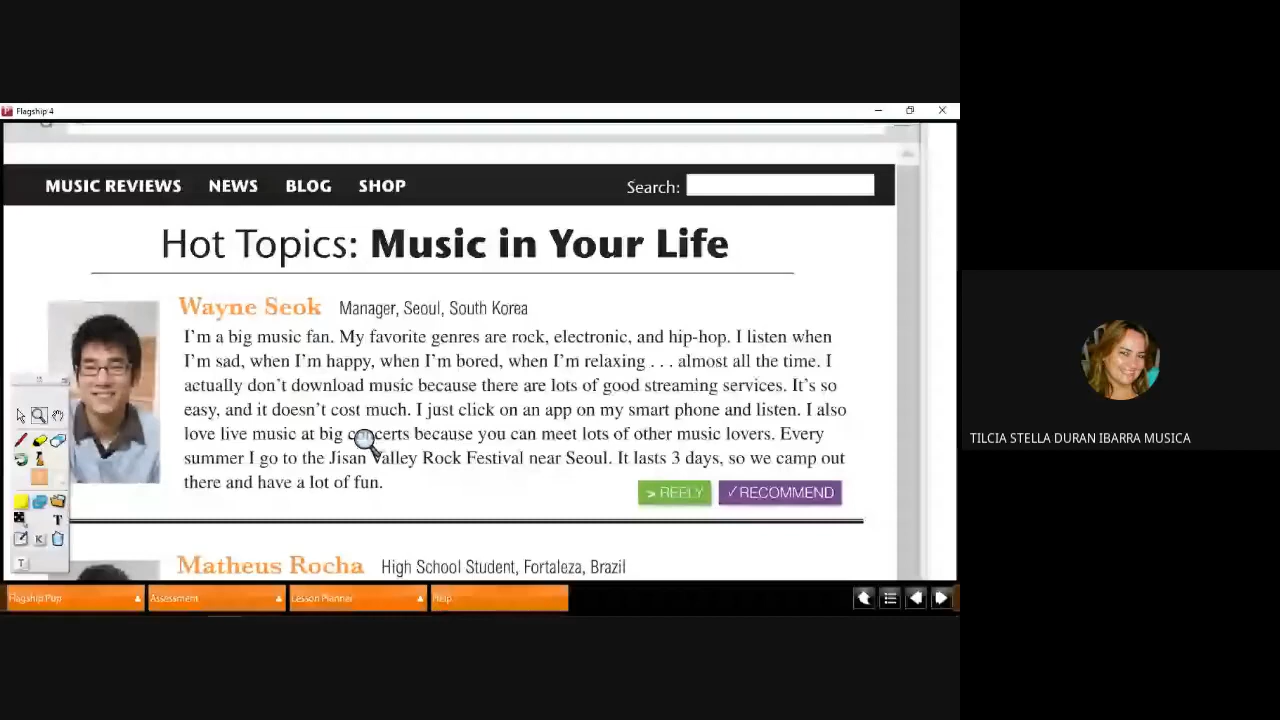 Flagship 4
MUSIC REVIEWS NEWS BLOG SHOP Search:
Hot Topics: Music in Your Life
Wayne Seok Manager, Seoul, South Korea
I'm a big music fan. My favorite genres are rock, electronic, and hip-hop. I listen when
I'm sad, when I'm happy, when I'm bored, when I'm relaxing . . . almost all the time. I
actually don't download music because there are lots of good streaming services. It's so
easy, and it doesn't cost much. I just click on an app on my smart phone and listen. I also
love live music at big concerts because you can meet lots of other music lovers. Every
summer I go to the Jisan Valley Rock Festival near Seoul. It lasts 3 days, so we camp out
there and have a lot of fun.
> REPLY ✓RECOMMEND
Matheus Rocha High School Student, Fortaleza, Brazil
T
K
T
Flagship Pop Assessment Lesson Planner Help
TILCIA STELLA DURAN IBARRA MUSICA